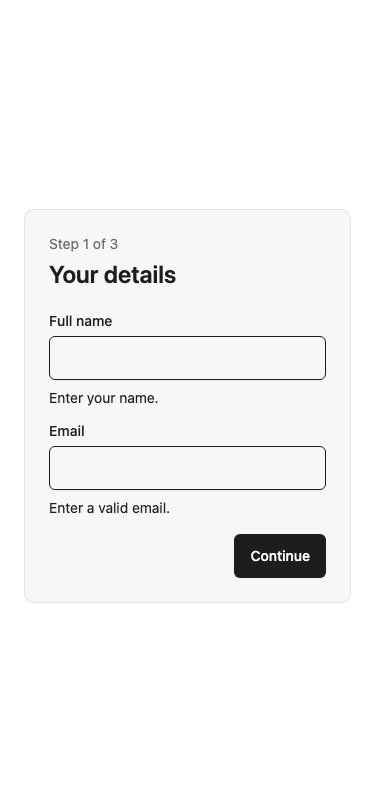 Step 1 of 3
Your details
Full name
Enter your name.
Email
Enter a valid email.
Continue